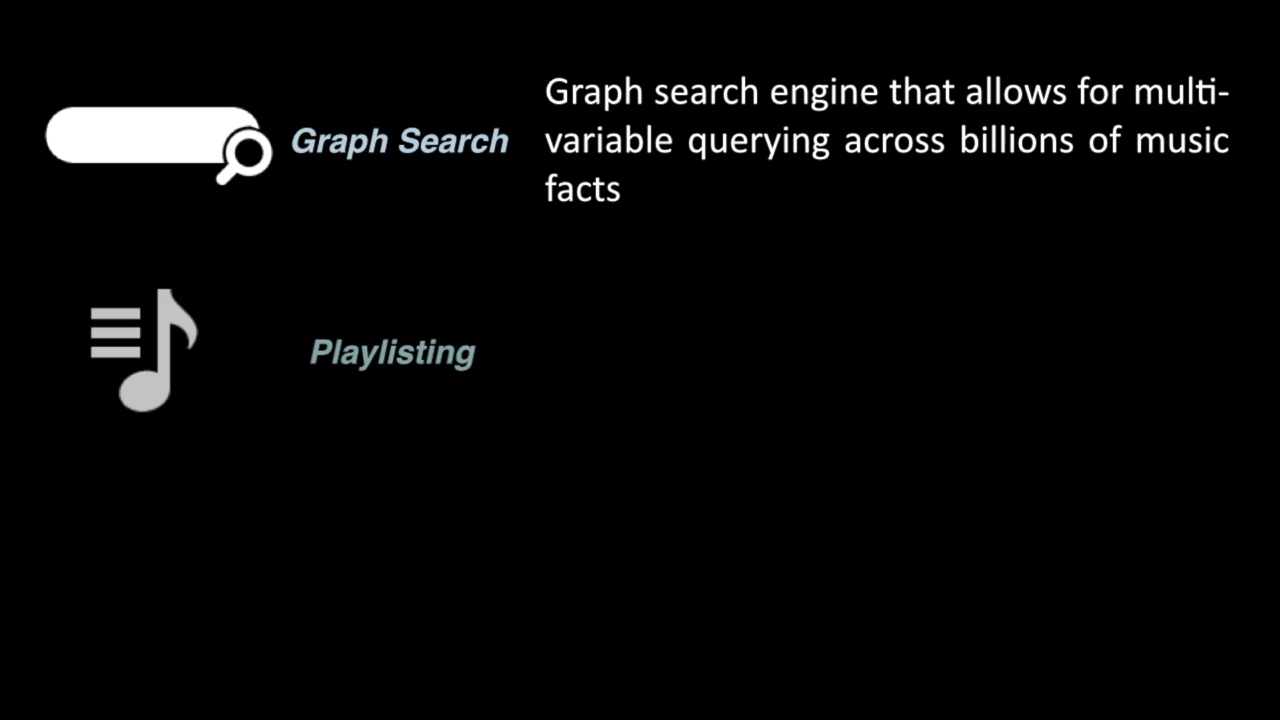 Graph Search
Graph search engine that allows for multi-
variable querying across billions of music
facts
Playlisting